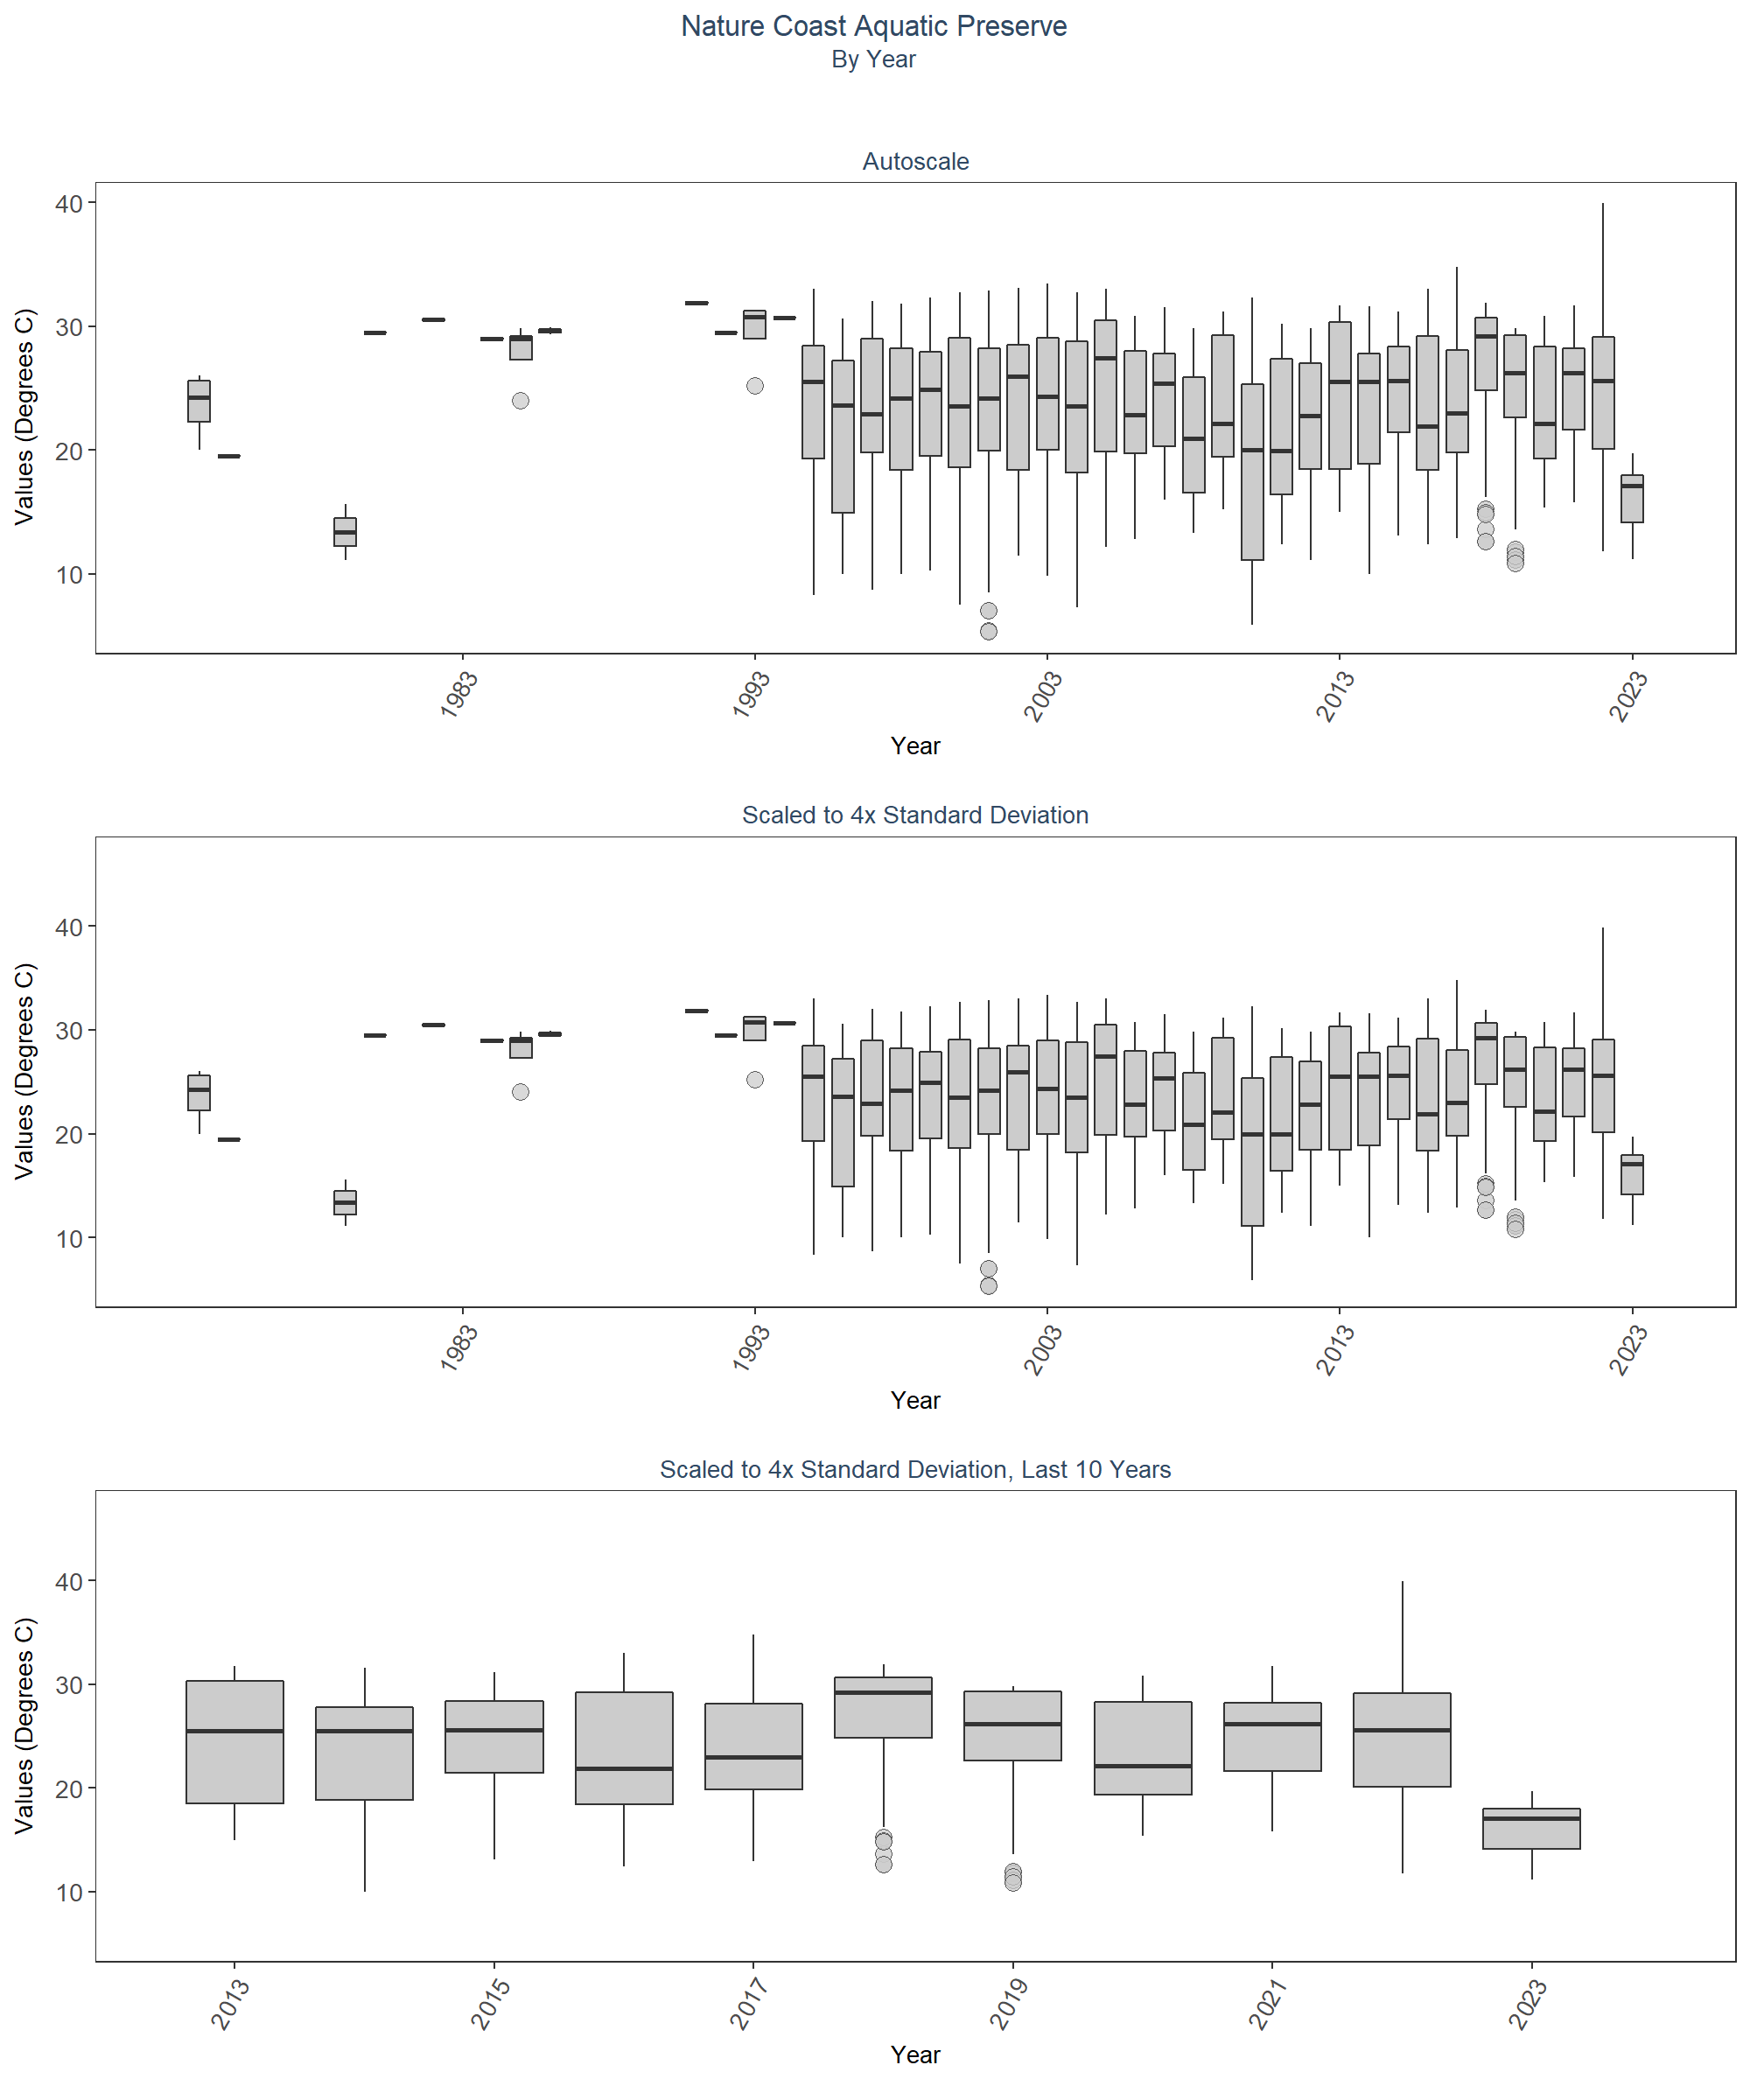 Nature Coast Aquatic Preserve
By Year
Autoscale
Values (Degrees C)
40
30
20
10
1983
1993
2003
2013
2023
Year
Scaled to 4x Standard Deviation
Values (Degrees C)
40
30
20
10
1983
1993
2003
2013
2023
Year
Scaled to 4x Standard Deviation, Last 10 Years
Values (Degrees C)
40
30
20
10
2013
2015
2017
2019
2021
2023
Year